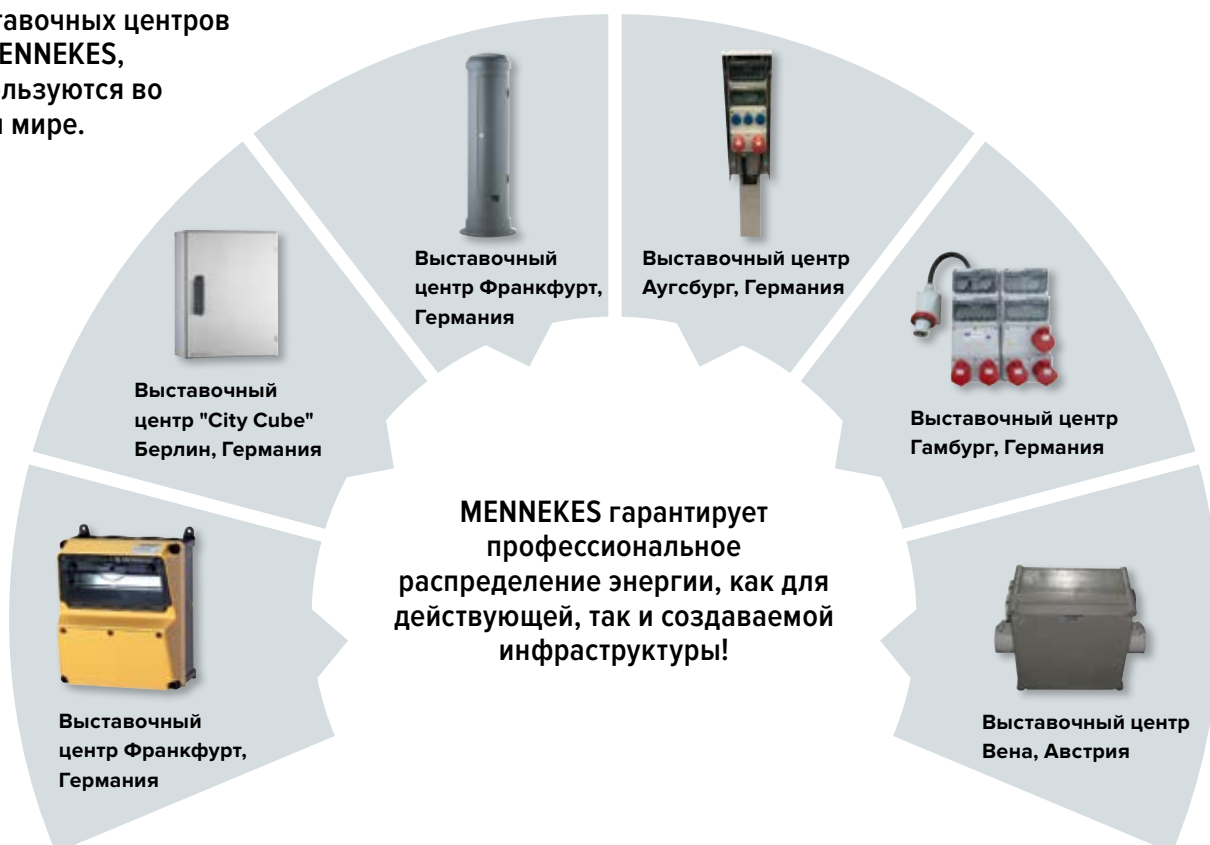 тавочных центров
ENNEKES,
ользуются во
мире.
Выставочный
центр Франкфурт,
Германия
Выставочный центр
Аугсбург, Германия
Выставочный
центр "City Cube"
Берлин, Германия
Выставочный центр
Гамбург, Германия
MENNEKES гарантирует
профессиональное
распределение энергии, как для
действующей, так и создаваемой
инфраструктуры!
Выставочный
центр Франкфурт,
Германия
Выставочный центр
Вена, Австрия